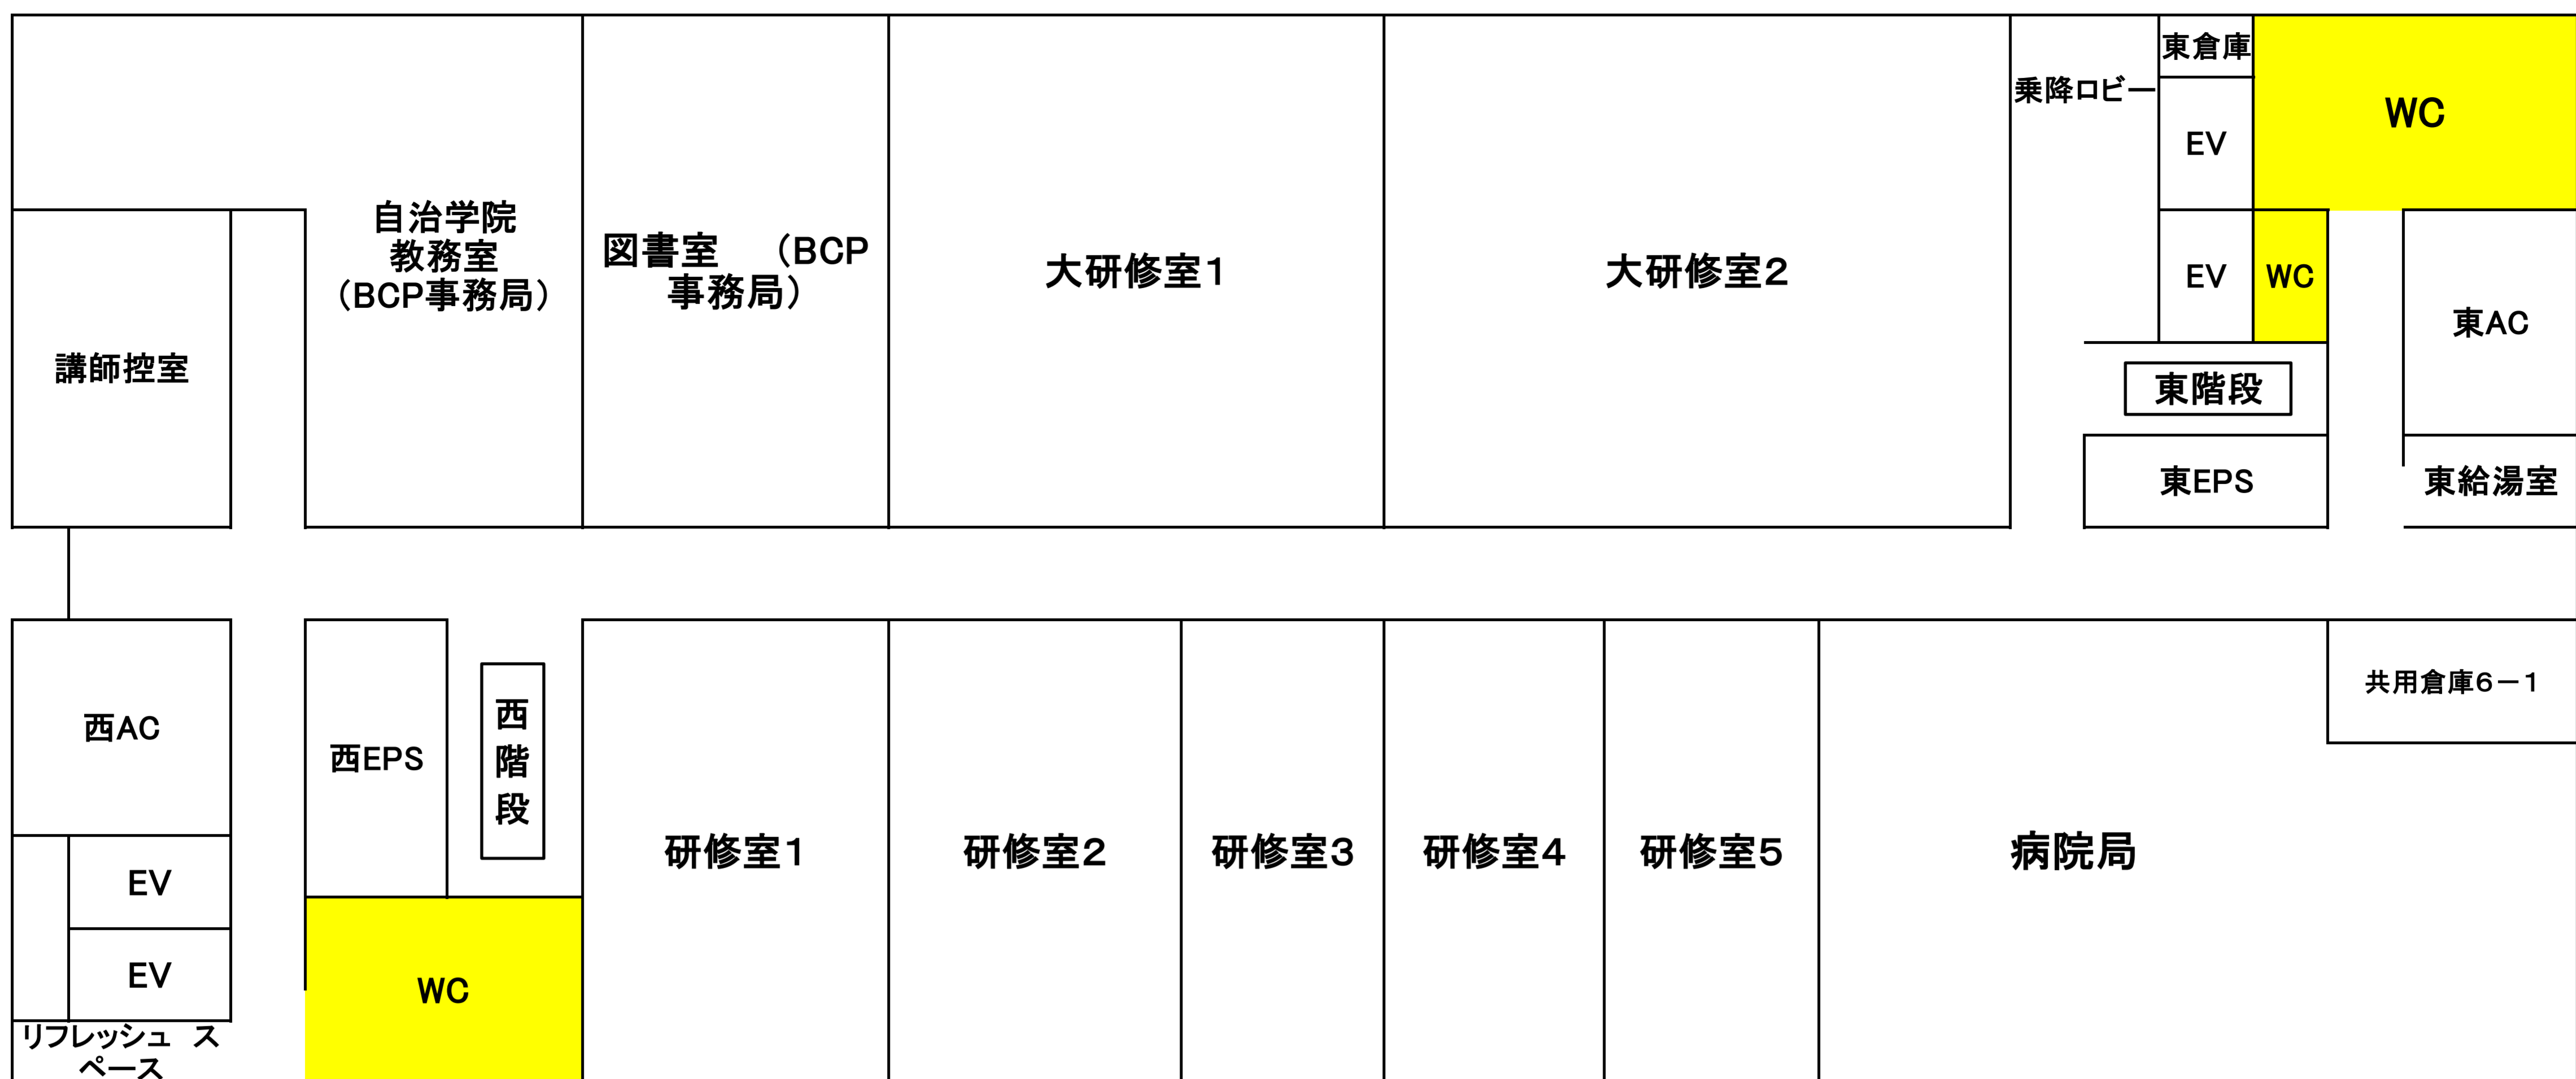 東倉庫
乗降ロビー
WC
EV
自治学院
教務室
（BCP事務局）
図書室　（BCP
事務局）
大研修室1
大研修室2
EV
WC
東AC
講師控室
東階段
東EPS
東給湯室
共用倉庫6－1
西AC
西EPS
西
階
段
研修室1
研修室2
研修室3
研修室4
研修室5
病院局
EV
EV
WC
リフレッシュ　ス
ペース